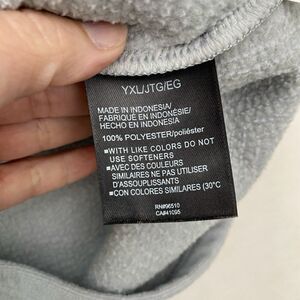 YXL/JTG/EG
MADE IN INDONESIA/
FABRIQUÉ EN INDONÉSIE/
HECHO EN INDONESIA
100% POLYESTER/poliéster
■WITH LIKE COLORS DO NOT
USE SOFTENERS
■AVEC DES COULEURS
SIMILAIRES NE PAS UTILISER
D'ASSOUPLISSANTS
■CON COLORES SIMILARES (30°C
RN#96510
CA#41095